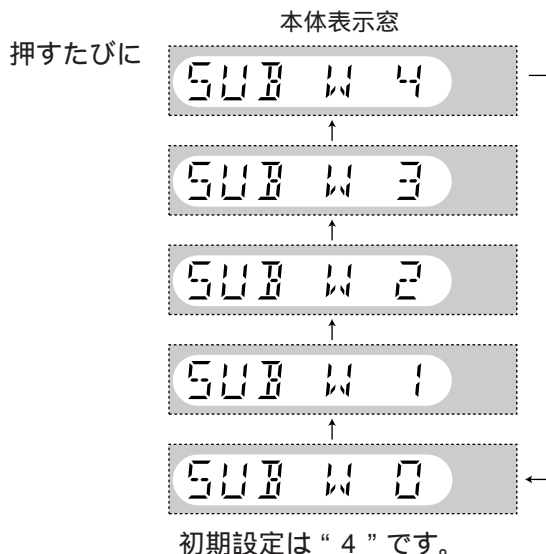 本体表示窓
押すたびに
SUB W 4
SUB W 3
SUB W 2
SUB W 1
SUB W 0
初期設定は“4”です。